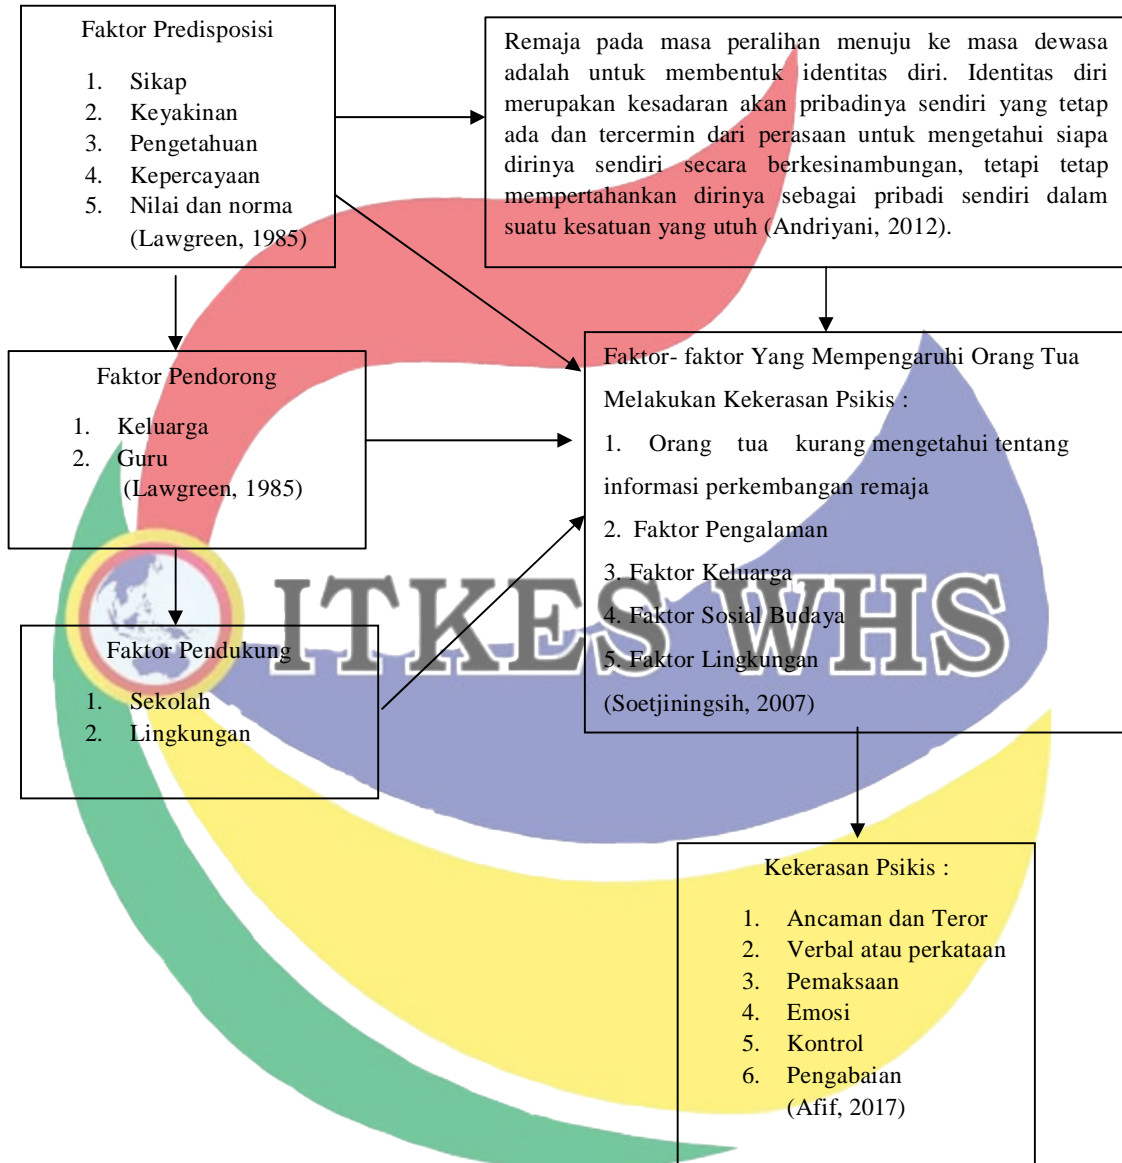 Faktor Predisposisi
1. Sikap
2. Keyakinan
3. Pengetahuan
4. Kepercayaan
5. Nilai dan norma
(Lawgreen, 1985)
Remaja pada masa peralihan menuju ke masa dewasa
adalah untuk membentuk identitas diri. Identitas diri
merupakan kesadaran akan pribadinya sendiri yang tetap
ada dan tercermin dari perasaan untuk mengetahui siapa
dirinya sendiri secara berkesinambungan, tetapi tetap
mempertahankan dirinya sebagai pribadi sendiri dalam
suatu kesatuan yang utuh (Andriyani, 2012).
Faktor Pendorong
1. Keluarga
2. Guru
(Lawgreen, 1985)
Faktor- faktor Yang Mempengaruhi Orang Tua
Melakukan Kekerasan Psikis :
1. Orang tua kurang mengetahui tentang
informasi perkembangan remaja
2. Faktor Pengalaman
3. Faktor Keluarga
4. Faktor Sosial Budaya
5. Faktor Lingkungan
(Soetjiningsih, 2007)
ITKES WHS
Faktor Pendukung
1. Sekolah
2. Lingkungan
Kekerasan Psikis :
1. Ancaman dan Teror
2. Verbal atau perkataan
3. Pemaksaan
4. Emosi
5. Kontrol
6. Pengabaian
(Afif, 2017)